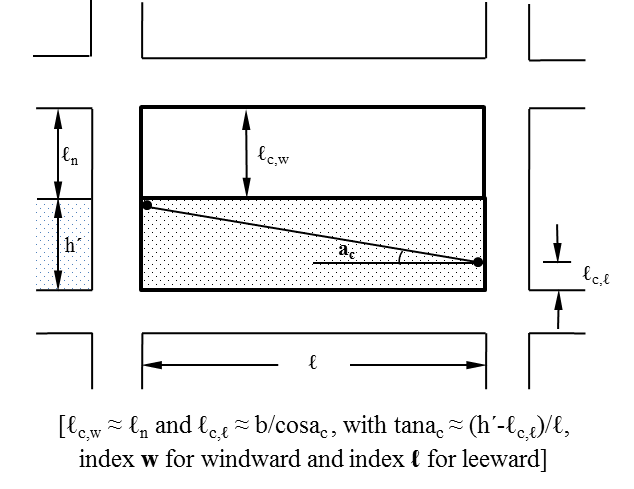 ℓn
ℓc,w
h´
ac
ℓc,ℓ
ℓ
[ℓc,w ≈ ℓn and ℓc,ℓ ≈ b/cosac, with tanac ≈ (h´-ℓc,ℓ)/ℓ,
index w for windward and index ℓ for leeward]